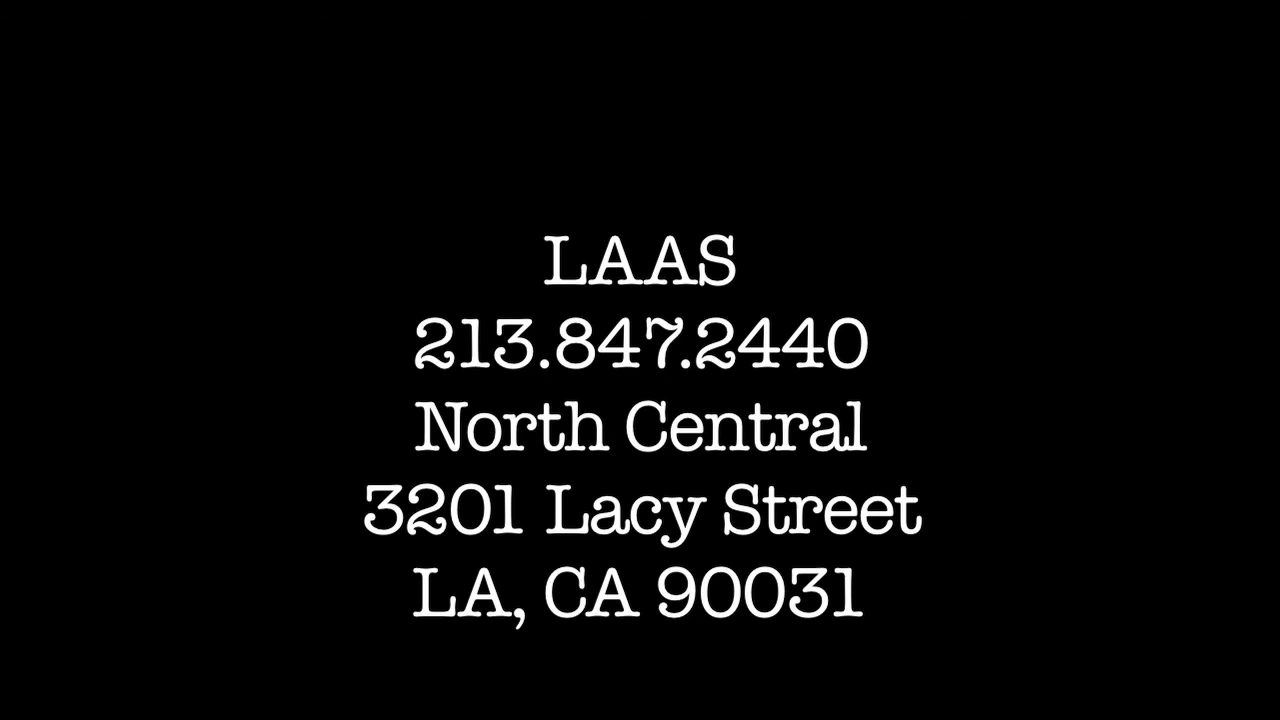 LAAS
213.847.2440
North Central
3201 Lacy Street
LA, CA 90031